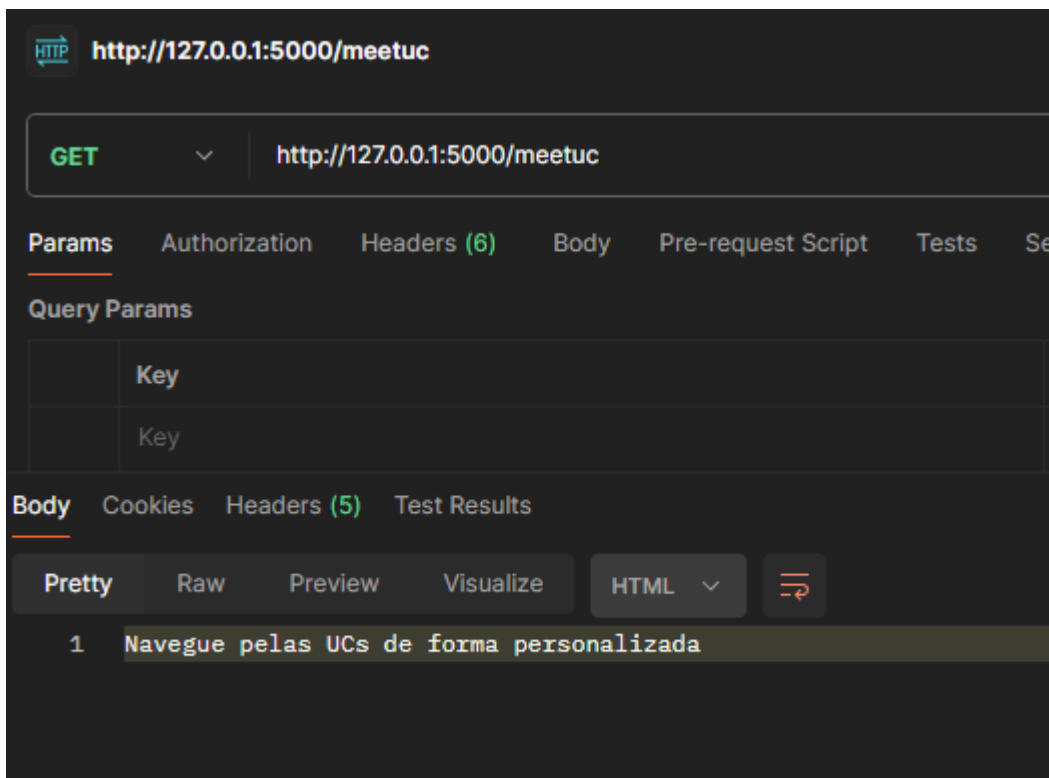 HTTP http://127.0.0.1:5000/meetuc
GET http://127.0.0.1:5000/meetuc
Params Authorization Headers (6) Body Pre-request Script Tests Se
Query Params
Key
Key
Body Cookies Headers (5) Test Results
Pretty Raw Preview Visualize HTML
1 Navegue pelas UCs de forma personalizada